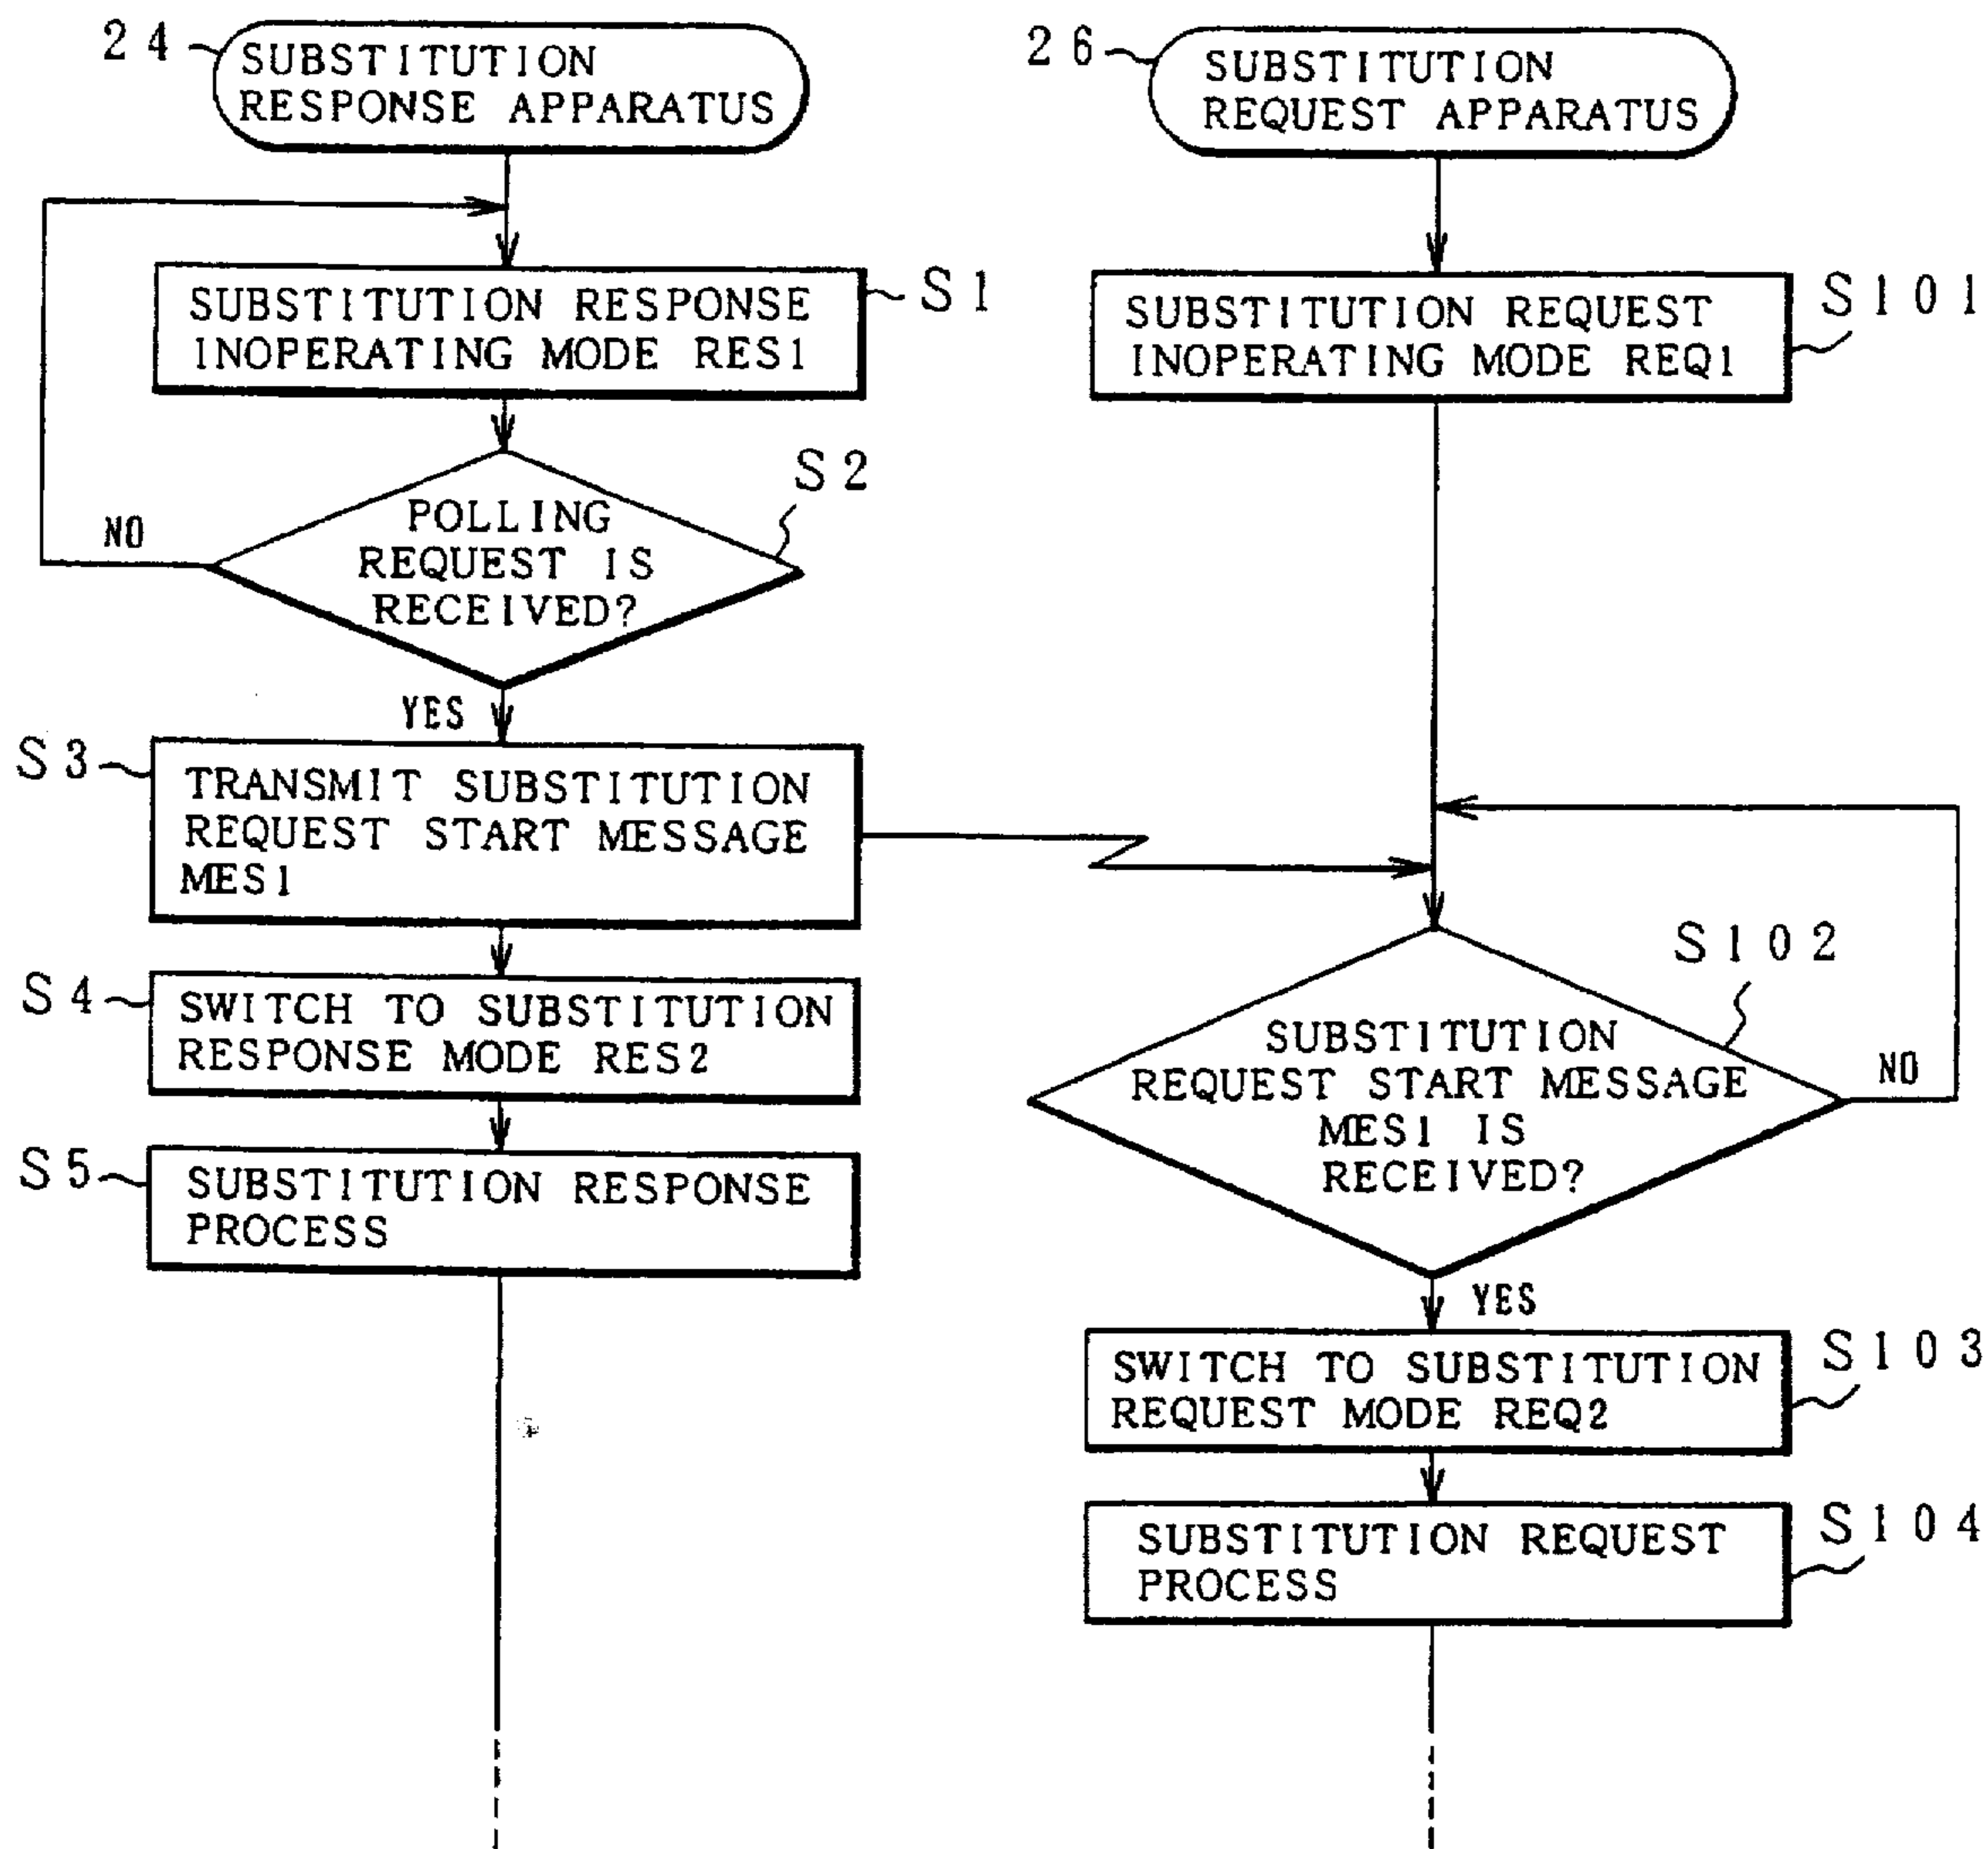 24
SUBSTITUTION
RESPONSE APPARATUS
S1
SUBSTITUTION RESPONSE
INOPERATING MODE RES1
S2
POLLING
REQUEST IS
RECEIVED?
NO
YES
S3
TRANSMIT SUBSTITUTION
REQUEST START MESSAGE
MES1
S4
SWITCH TO SUBSTITUTION
RESPONSE MODE RES2
S5
SUBSTITUTION RESPONSE
PROCESS
26
SUBSTITUTION
REQUEST APPARATUS
S101
SUBSTITUTION REQUEST
INOPERATING MODE REQ1
S102
SUBSTITUTION
REQUEST START MESSAGE
MES1 IS
RECEIVED?
NO
YES
S103
SWITCH TO SUBSTITUTION
REQUEST MODE REQ2
S104
SUBSTITUTION REQUEST
PROCESS